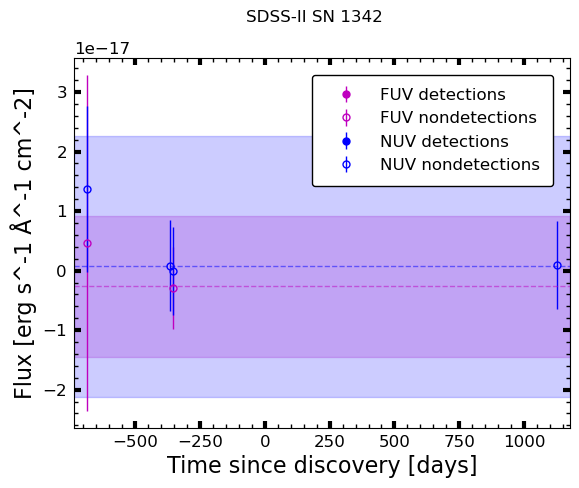 SDSS-II SN 1342
1e−17
FUV detections
FUV nondetections
NUV detections
NUV nondetections
3
2
1
0
−1
−2
Flux [erg s^-1 Å^-1 cm^-2]
−500 −250 0 250 500 750 1000
Time since discovery [days]